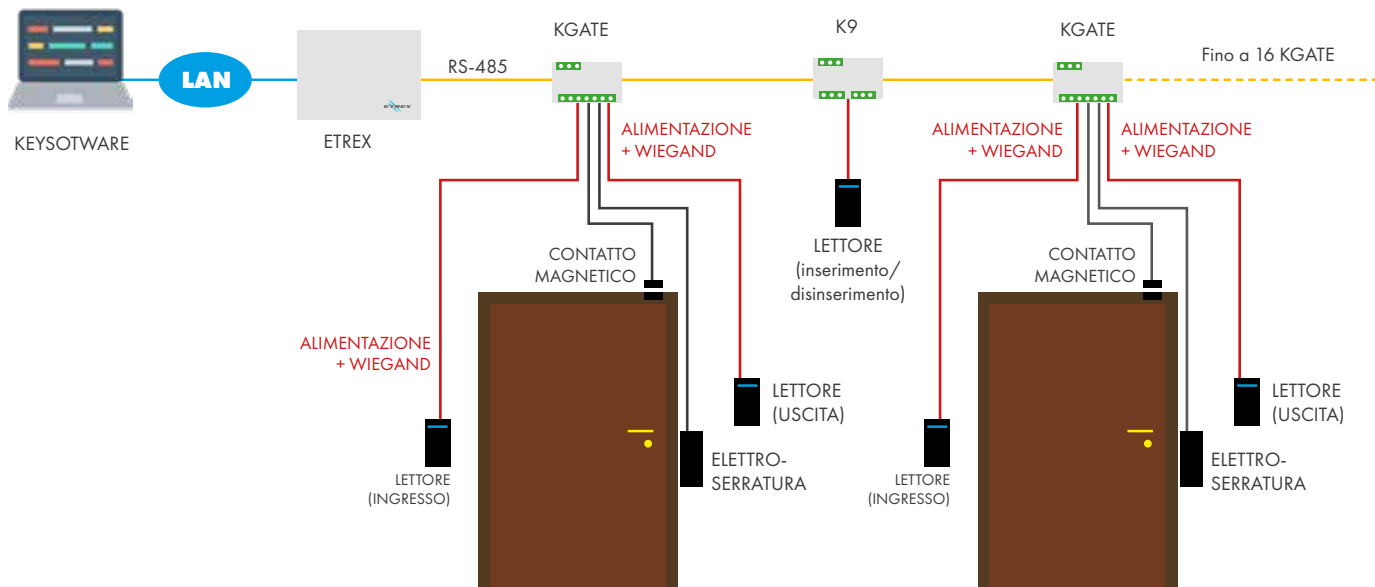 KGATE
K9
KGATE
LAN
RS-485
Fino a 16 KGATE
ETREX
KEYSOTWARE
ETREX
ALIMENTAZIONE
+ WIEGAND
ALIMENTAZIONE
+ WIEGAND
ALIMENTAZIONE
+ WIEGAND
CONTATTO
MAGNETICO
LETTORE
(inserimento/
disinserimento)
CONTATTO
MAGNETICO
ALIMENTAZIONE
+ WIEGAND
LETTORE
(USCITA)
LETTORE
(USCITA)
LETTORE
(INGRESSO)
ELETTRO-
SERRATURA
LETTORE
(INGRESSO)
ELETTRO-
SERRATURA